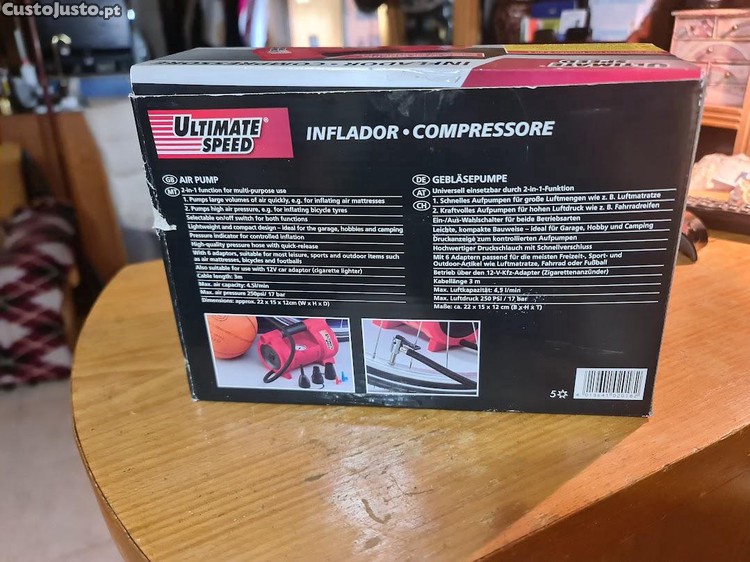 CustoJusto.pt
INFLADOR • COMPRESSORE
ULTIMATE
SPEED
ULTIMATE®
SPEED
INFLADOR • COMPRESSORE
GB AIR PUMP
MT 2-in-1 function for multi-purpose use
1. Pumps large volumes of air quickly, e.g. for inflating air mattresses
2. Pumps high air pressure, e.g. for inflating bicycle tyres
Selectable on/off switch for both functions
Lightweight and compact design – ideal for the garage, hobbies and camping
Pressure indicator for controlled inflation
High-quality pressure hose with quick-release
With 6 adaptors, suitable for most leisure, sports and outdoor items such
as air mattresses, bicycles and footballs
Also suitable for use with 12V car adaptor (cigarette lighter)
Cable length: 3m
Max. air capacity: 4.5l/min
Max. air pressure 250psi/ 17 bar
Dimensions: approx. 22 x 15 x 12cm (W x H x D)
DE GEBLÄSEPUMPE
AT Universell einsetzbar durch 2-in-1-Funktion
CH 1. Schnelles Aufpumpen für große Luftmengen wie z. B. Luftmatratze
2. Kraftvolles Aufpumpen für hohen Luftdruck wie z. B. Fahrradreifen
Ein-/Aus-Wahlschalter für beide Betriebsarten
Leichte, kompakte Bauweise – ideal für Garage, Hobby und Camping
Druckanzeige zum kontrollierten Aufpumpen
Hochwertiger Druckschlauch mit Schnellverschluss
Mit 6 Adaptern passend für die meisten Freizeit-, Sport- und
Outdoor-Artikel wie Luftmatratze, Fahrrad oder Fußball
Betrieb über den 12-V-Kfz-Adapter (Zigarettenanzünder)
Kabellänge 3 m
Max. Luftkapazität: 4,5 l/min
Max. Luftdruck 250 PSI / 17 bar
Maße: ca. 22 x 15 x 12 cm (B x H x T)
5